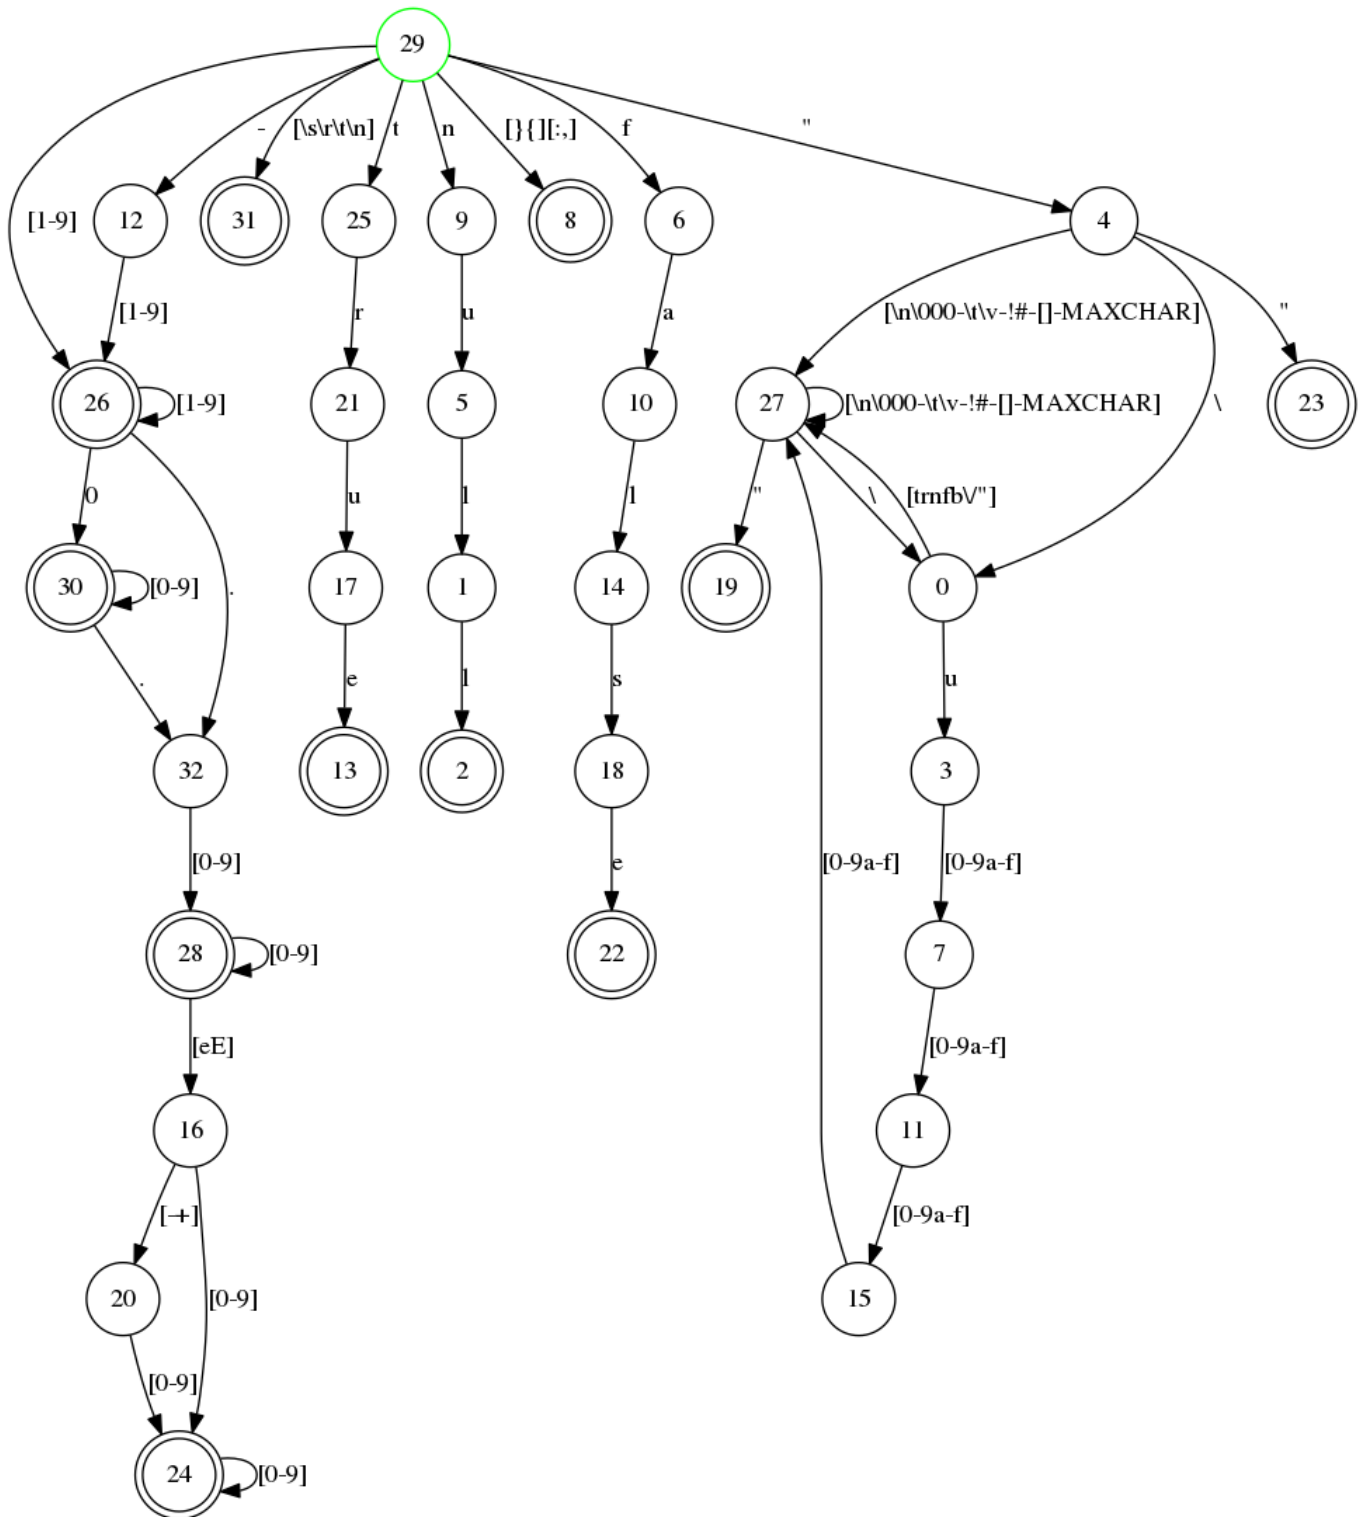 29
- [\s\r\t\n] t n [}{][:,] f "
[1-9] 12 31 25 9 8 6 4
[1-9] r u a [\n\000-\t\v-!#-[]-MAXCHAR] "
26 [1-9] 21 5 10 27 [\n\000-\t\v-!#-[]-MAXCHAR] \ 23
0 u l l " \ [trnfb\/"]
30 [0-9] . 17 1 14 19 0
. e l s u
32 13 2 18 3
[0-9] e [0-9a-f] [0-9a-f]
28 [0-9] 22 7
[eE] [0-9a-f]
16 11
[-+] [0-9a-f]
20 [0-9] 15
[0-9]
24 [0-9]